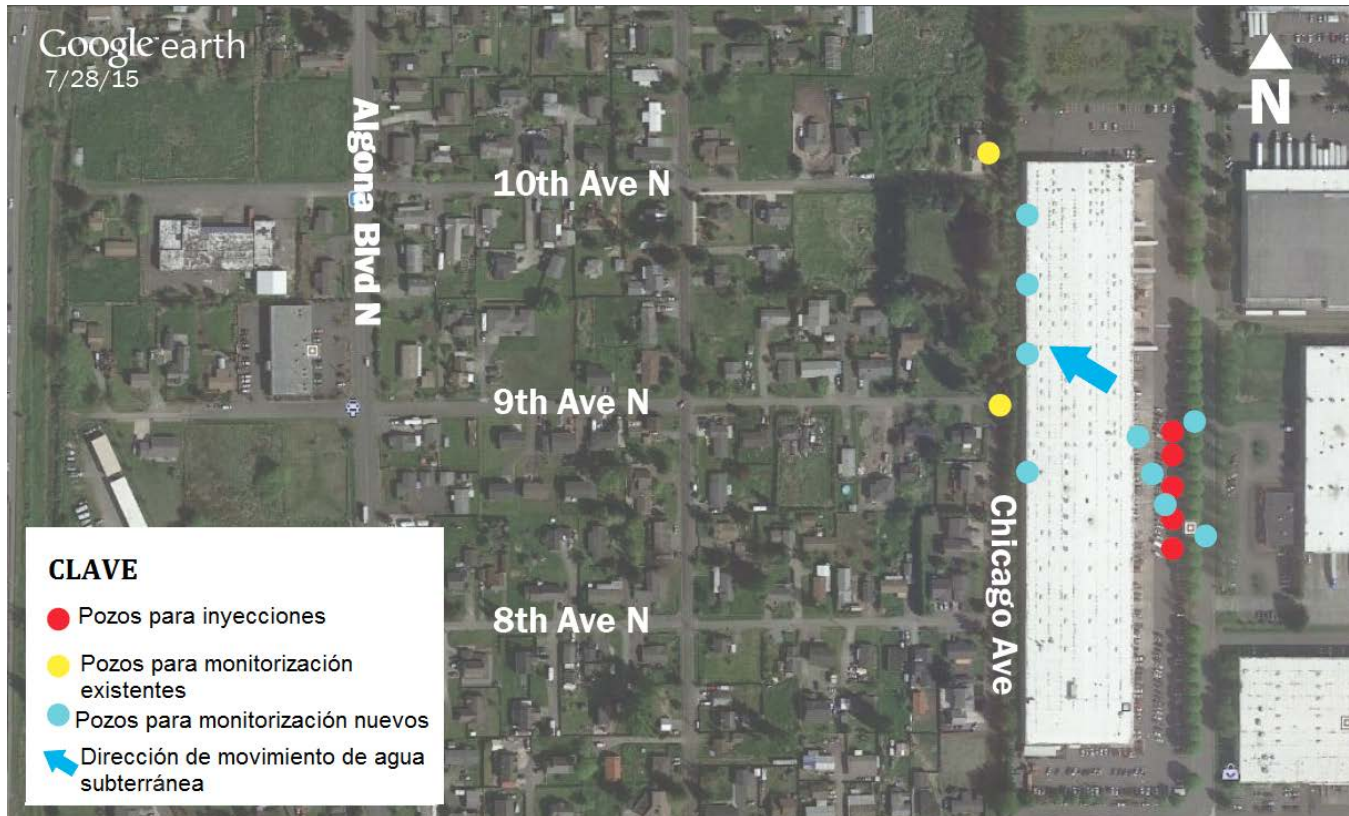 Google earth
7/28/15
N
Algona Blvd N
10th Ave N
9th Ave N
8th Ave N
Chicago Ave
CLAVE
Pozos para inyecciones
Pozos para monitorización
existentes
Pozos para monitorización nuevos
Dirección de movimiento de agua
subterránea